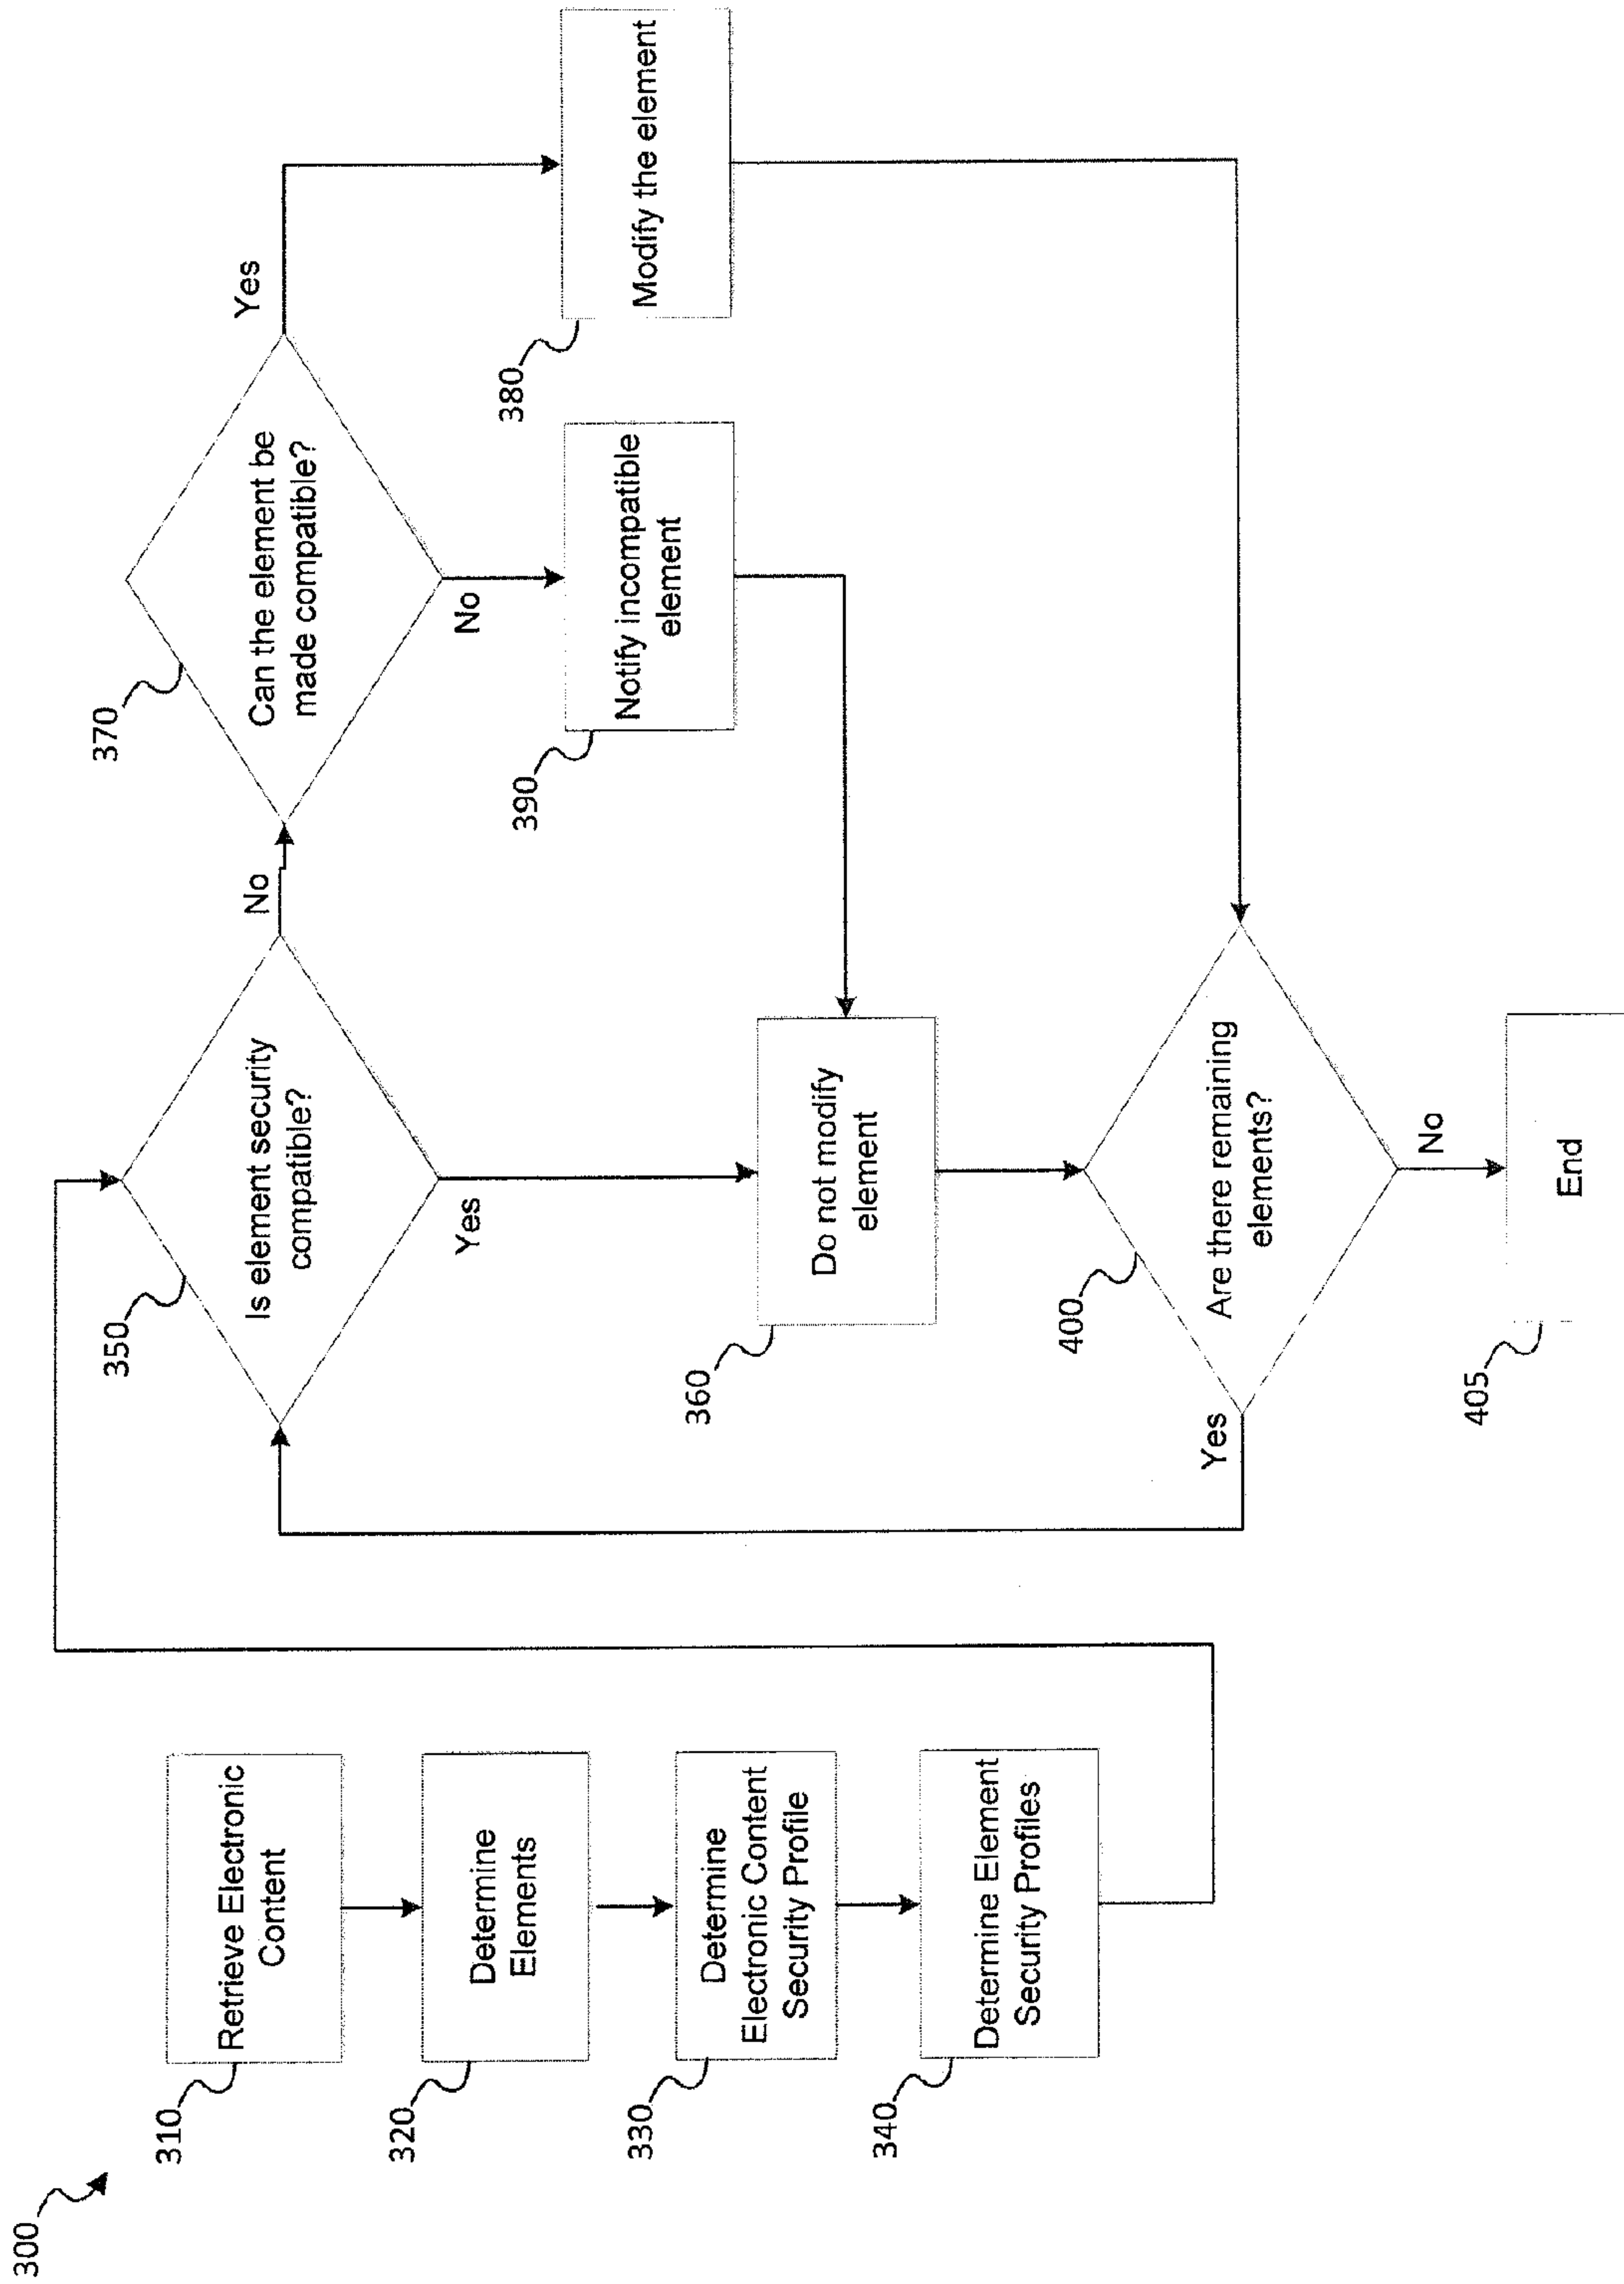 300
310
Retrieve Electronic
Content
320
Determine
Elements
330
Determine
Electronic Content
Security Profile
340
Determine Element
Security Profiles
350
Is element security
compatible?
No
Yes
370
Can the element be
made compatible?
Yes
No
380
Modify the element
390
Notify incompatible
element
360
Do not modify
element
400
Are there remaining
elements?
Yes
No
405
End